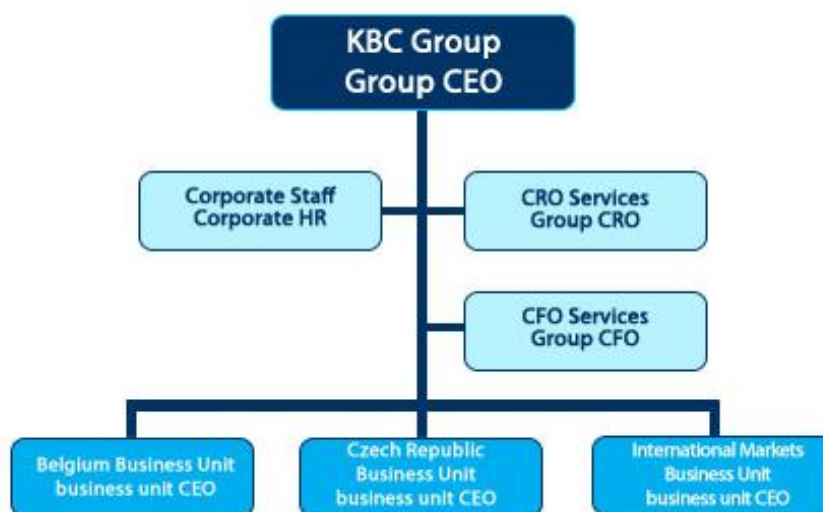 KBC Group
Group CEO
Corporate Staff
Corporate HR
CRO Services
Group CRO
CFO Services
Group CFO
Belgium Business Unit
business unit CEO
Czech Republic
Business Unit
business unit CEO
International Markets
Business Unit
business unit CEO